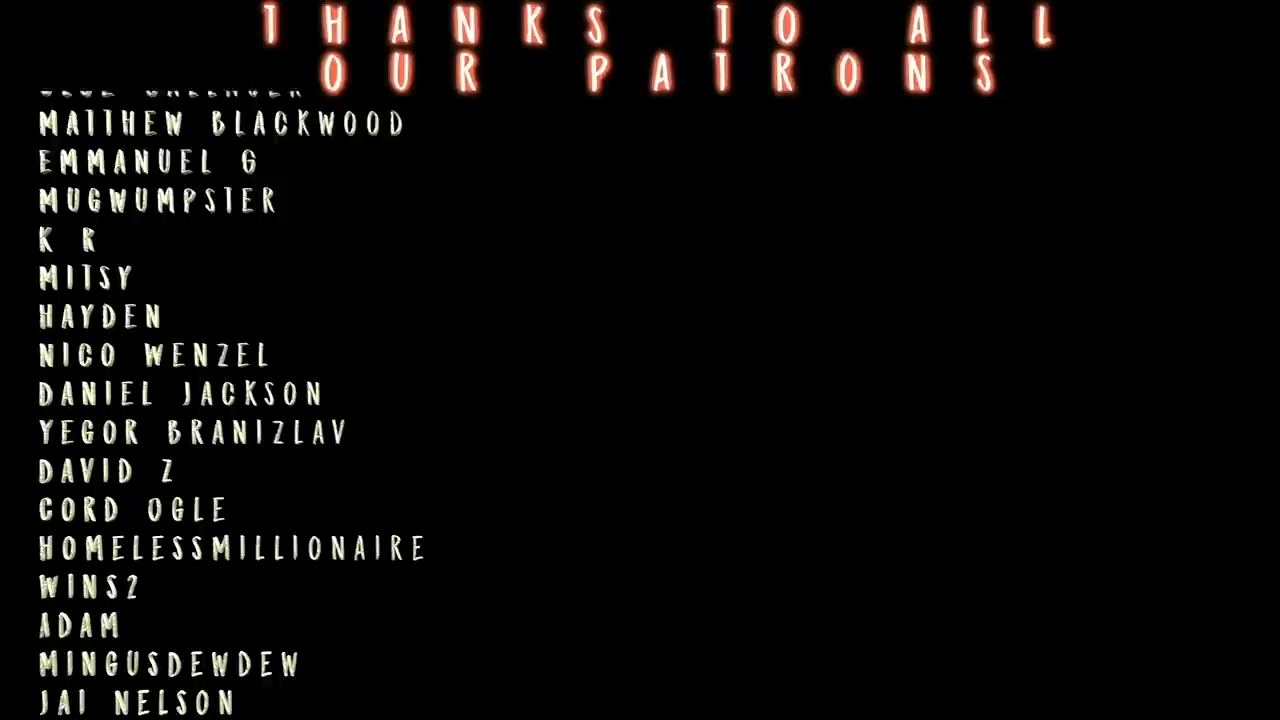 THANKS TO ALL
OUR PATRONS
MATTHEW BLACKWOOD
EMMANUEL G
MUGWUMPSTER
K R
MITSY
HAYDEN
NICO WENZEL
DANIEL JACKSON
YEGOR BRANIZLAV
DAVID Z
CORD OGLE
HOMELESSMILLIONAIRE
WINS2
ADAM
MINGUSDEWDEW
JAI NELSON